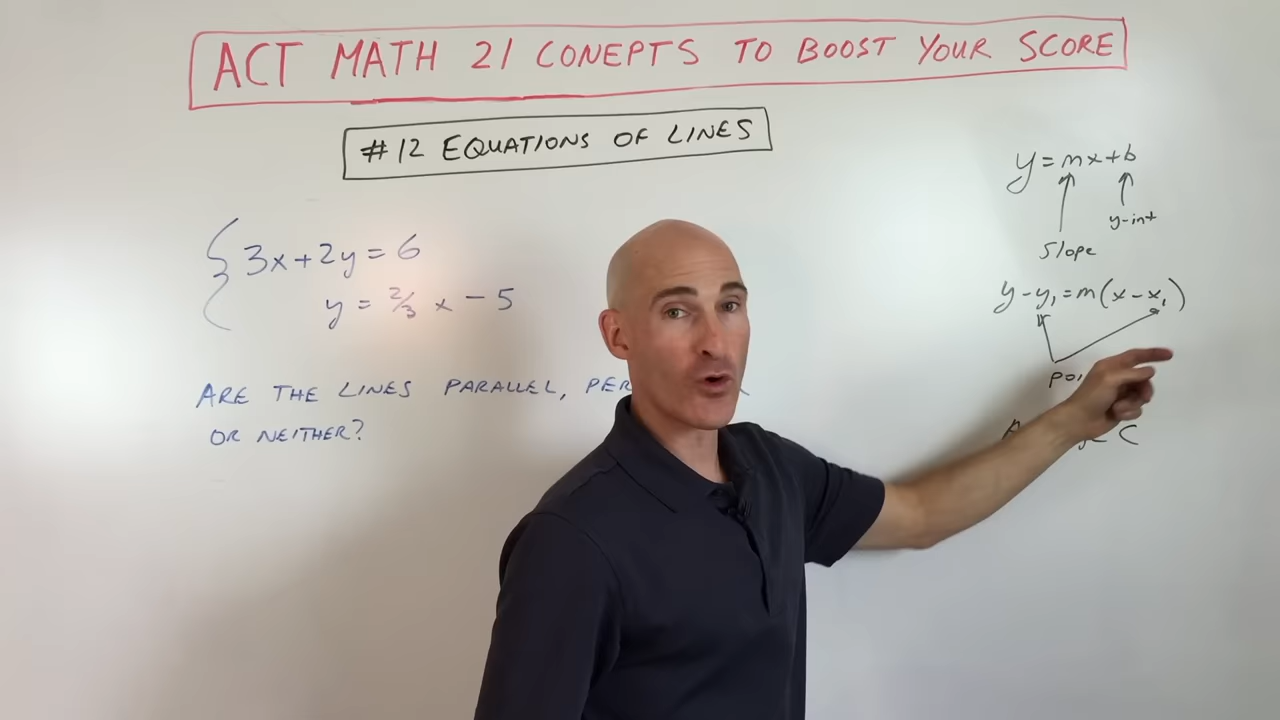 ACT MATH 21 CONEPTS TO BOOST YOUR SCORE
#12 EQUATIONS OF LINES
3x+2y=6
y = 2/3 x - 5
ARE THE LINES PARALLEL,
OR NEITHER?
y=mx+b
y-int
Slope
y-y₁=m(x-x₁)
C